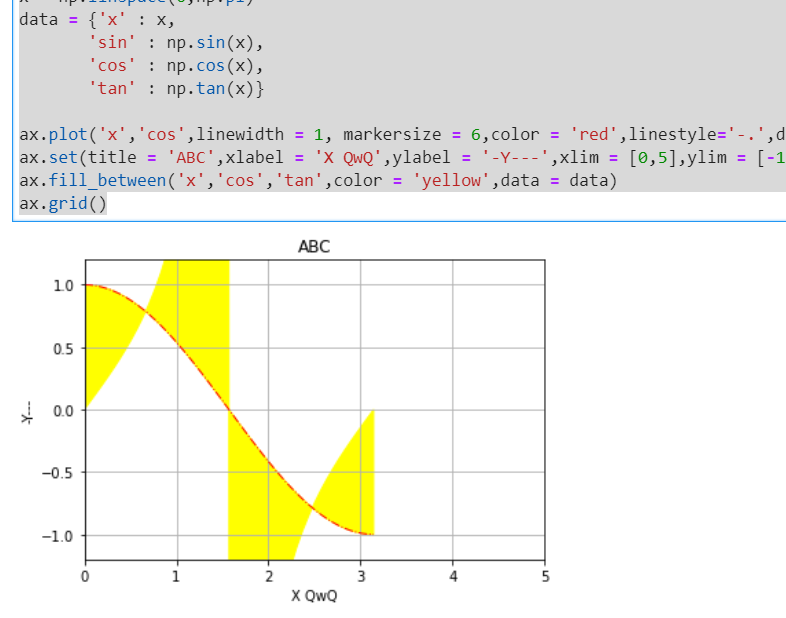 data = {'x' : x,
'sin' : np.sin(x),
'cos' : np.cos(x),
'tan' : np.tan(x)}
ax.plot('x','cos',linewidth = 1, markersize = 6,color = 'red',linestyle='-.',d
ax.set(title = 'ABC',xlabel = 'X QwQ',ylabel = '-Y---',xlim = [0,5],ylim = [-1
ax.fill_between('x','cos','tan',color = 'yellow',data = data)
ax.grid()
ABC
1.0
0.5
0.0
−0.5
−1.0
-Y---
0 1 2 3 4 5
X QwQ